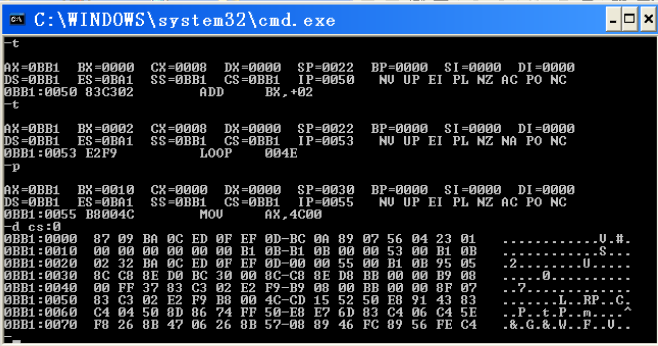 C:\WINDOWS\system32\cmd.exe
-t
AX=0BB1  BX=0000  CX=0008  DX=0000  SP=0022  BP=0000  SI=0000  DI=0000
DS=0BB1  ES=0BA1  SS=0BB1  CS=0BB1  IP=0050   NV UP EI PL NZ AC PO NC
0BB1:0050 83C302        ADD     BX,+02
-t
AX=0BB1  BX=0002  CX=0008  DX=0000  SP=0022  BP=0000  SI=0000  DI=0000
DS=0BB1  ES=0BA1  SS=0BB1  CS=0BB1  IP=0053   NV UP EI PL NZ NA PO NC
0BB1:0053 E2F9          LOOP    004E
-p
AX=0BB1  BX=0010  CX=0000  DX=0000  SP=0030  BP=0000  SI=0000  DI=0000
DS=0BB1  ES=0BA1  SS=0BB1  CS=0BB1  IP=0055   NV UP EI PL NZ AC PO NC
0BB1:0055 B8004C        MOV     AX,4C00
-d cs:0
0BB1:0000  87 09 BA 0C ED 0F EF 0D-BC 0A 89 07 56 04 23 01   ............V.#.
0BB1:0010  00 00 00 00 00 00 B1 0B-B1 0B 00 00 53 00 B1 0B   ............S...
0BB1:0020  02 32 BA 0C ED 0F EF 0D-00 00 55 00 B1 0B 95 05   .2........U.....
0BB1:0030  8C C8 8E D0 BC 30 00 8C-C8 8E D8 BB 00 00 B9 08   .....0..........
0BB1:0040  00 FF 37 83 C3 02 E2 F9-B9 08 00 BB 00 00 8F 07   ..7.............
0BB1:0050  83 C3 02 E2 F9 B8 00 4C-CD 15 52 50 E8 91 43 83   .......L..RP..C.
0BB1:0060  C4 04 50 8D 86 74 FF 50-E8 E7 6D 83 C4 06 C4 5E   ..P..t.P..m....^
0BB1:0070  F8 26 8B 47 06 26 8B 57-08 89 46 FC 89 56 FE C4   .&.G.&.W..F..V..
-